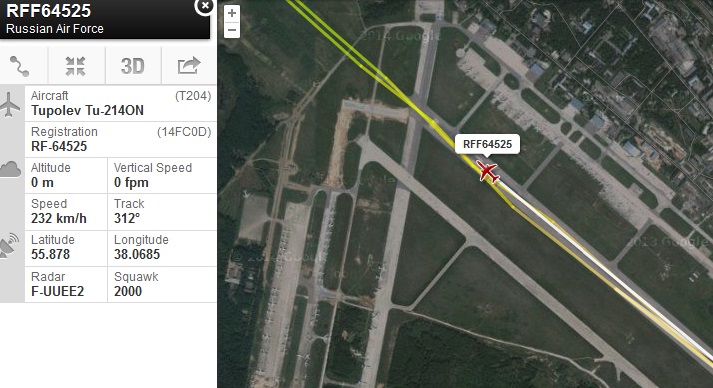 RFF64525
Russian Air Force
3D
Aircraft (T204)
Tupolev Tu-214ON
Registration (14FC0D)
RF-64525
Altitude Vertical Speed
0 m 0 fpm
Speed Track
232 km/h 312°
Latitude Longitude
55.878 38.0685
Radar Squawk
F-UUEE2 2000
+
−
2014 Google
RFF64525
2013 Google